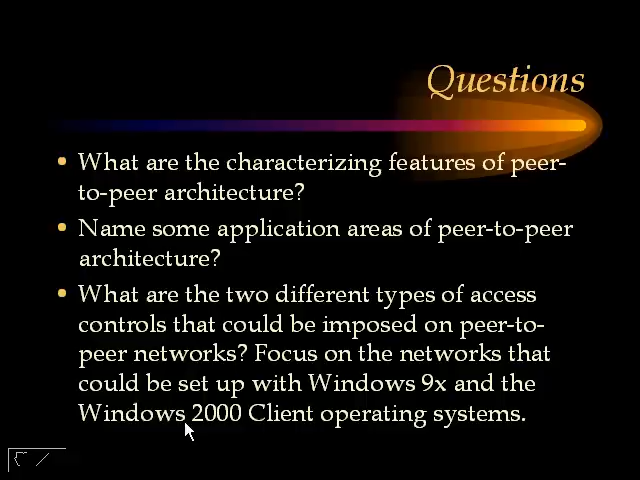 Questions
• What are the characterizing features of peer-
to-peer architecture?
• Name some application areas of peer-to-peer
architecture?
• What are the two different types of access
controls that could be imposed on peer-to-
peer networks? Focus on the networks that
could be set up with Windows 9x and the
Windows 2000 Client operating systems.